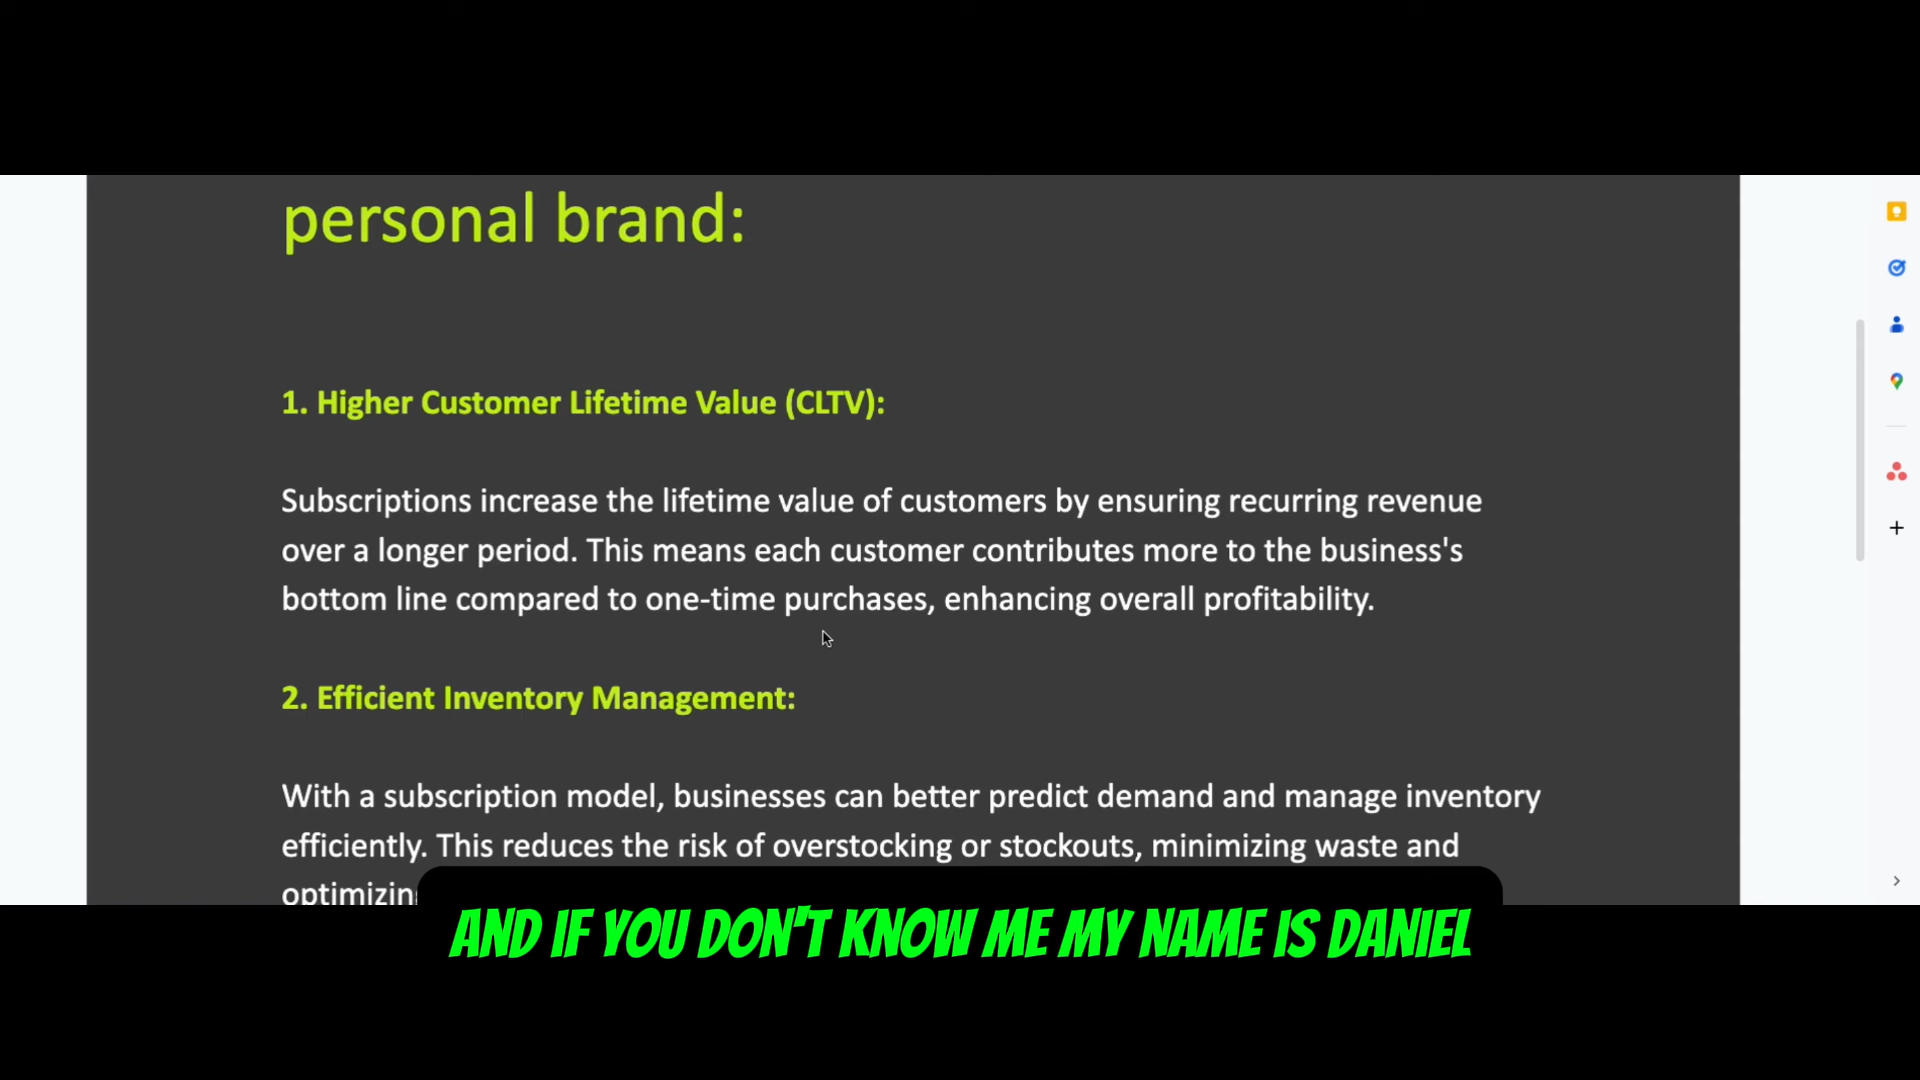 personal brand:
1. Higher Customer Lifetime Value (CLTV):
Subscriptions increase the lifetime value of customers by ensuring recurring revenue
over a longer period. This means each customer contributes more to the business's
bottom line compared to one-time purchases, enhancing overall profitability.
2. Efficient Inventory Management:
With a subscription model, businesses can better predict demand and manage inventory
efficiently. This reduces the risk of overstocking or stockouts, minimizing waste and
AND IF YOU DON'T KNOW ME MY NAME IS DANIEL